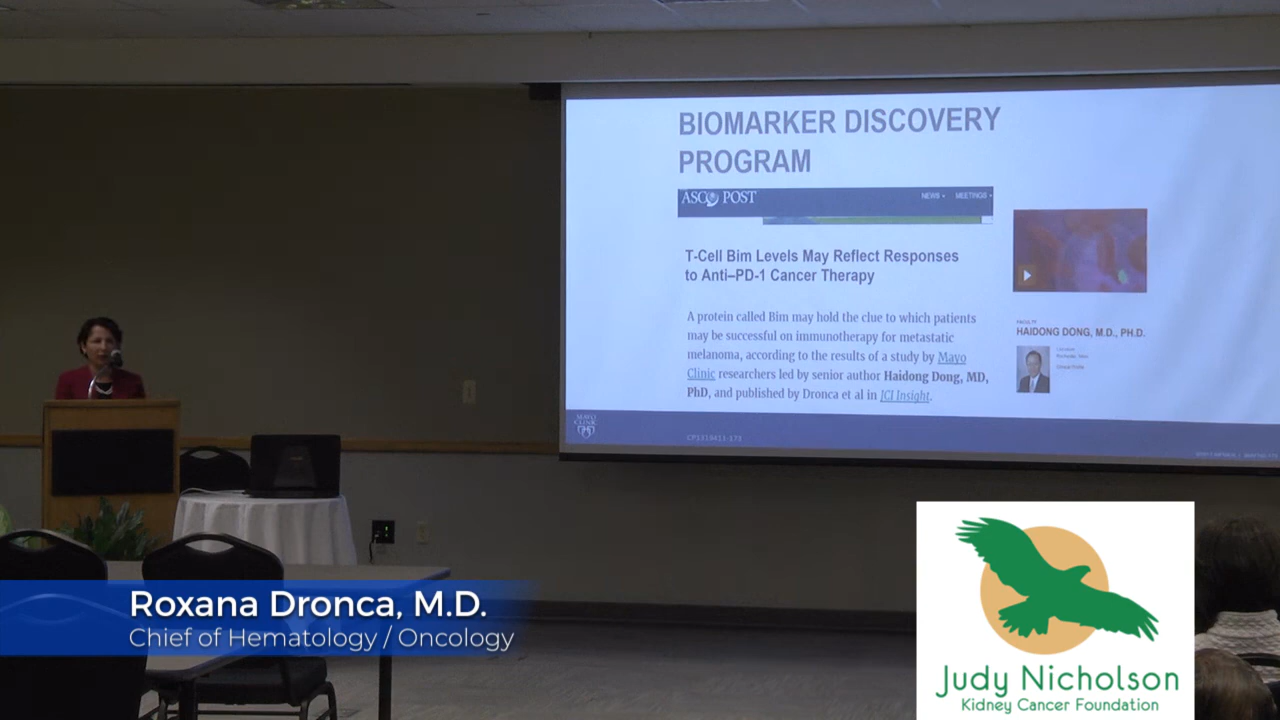 BIOMARKER DISCOVERY
PROGRAM
ASCO POST
NEWS
MEETINGS
T-Cell Bim Levels May Reflect Responses
to Anti–PD-1 Cancer Therapy
A protein called Bim may hold the clue to which patients
may be successful on immunotherapy for metastatic
melanoma, according to the results of a study by Mayo
Clinic researchers led by senior author Haidong Dong, MD,
PhD, and published by Dronca et al in JCI Insight.
FACULTY
HAIDONG DONG, M.D., PH.D.
MAYO
CLINIC
Roxana Dronca, M.D.
Chief of Hematology / Oncology
Judy Nicholson
Kidney Cancer Foundation